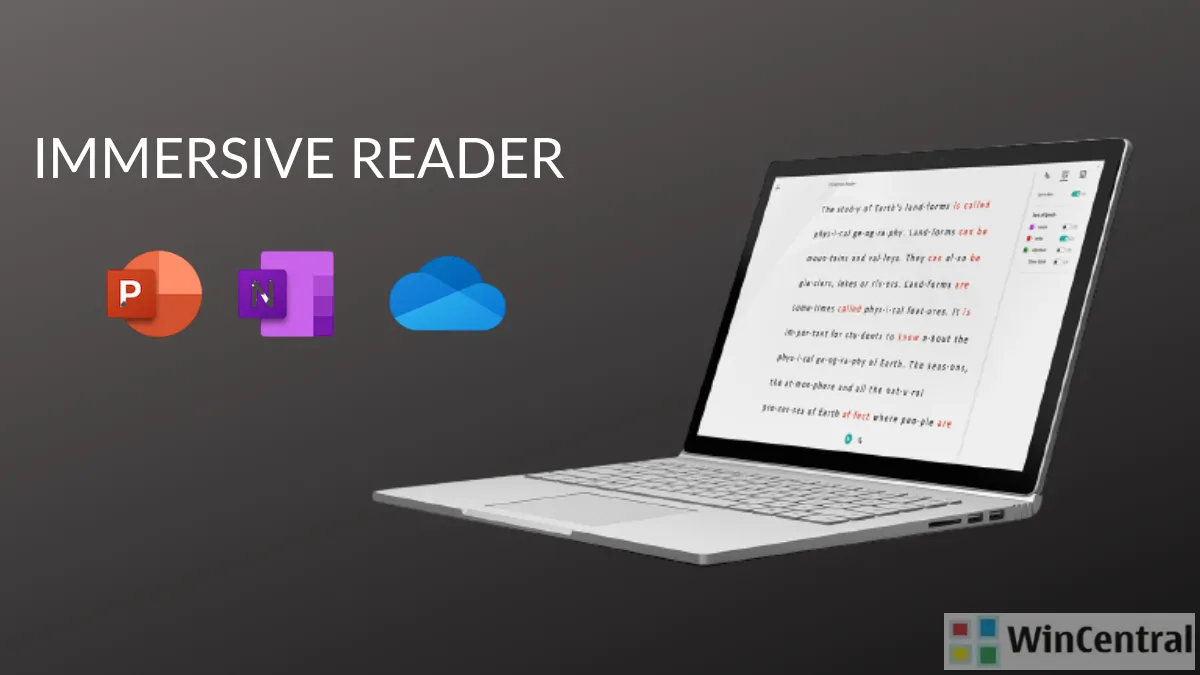 IMMERSIVE READER
P
N
The stud·y of Earth's land·forms is called
phys·i·cal ge·og·ra·phy. Land·forms can be
moun·tains and val·leys. They can al·so be
gla·ciers, lakes or riv·ers. Land·forms are
some·times called phys·i·cal feat·ures. It is
im·por·tant for stu·dents to know a·bout the
phys·i·cal ge·og·ra·phy of Earth. The seas·ons,
the at·mos·phere and all the nat·u·ral
pro·ces·ses of Earth af·fect where peo·ple are
WinCentral